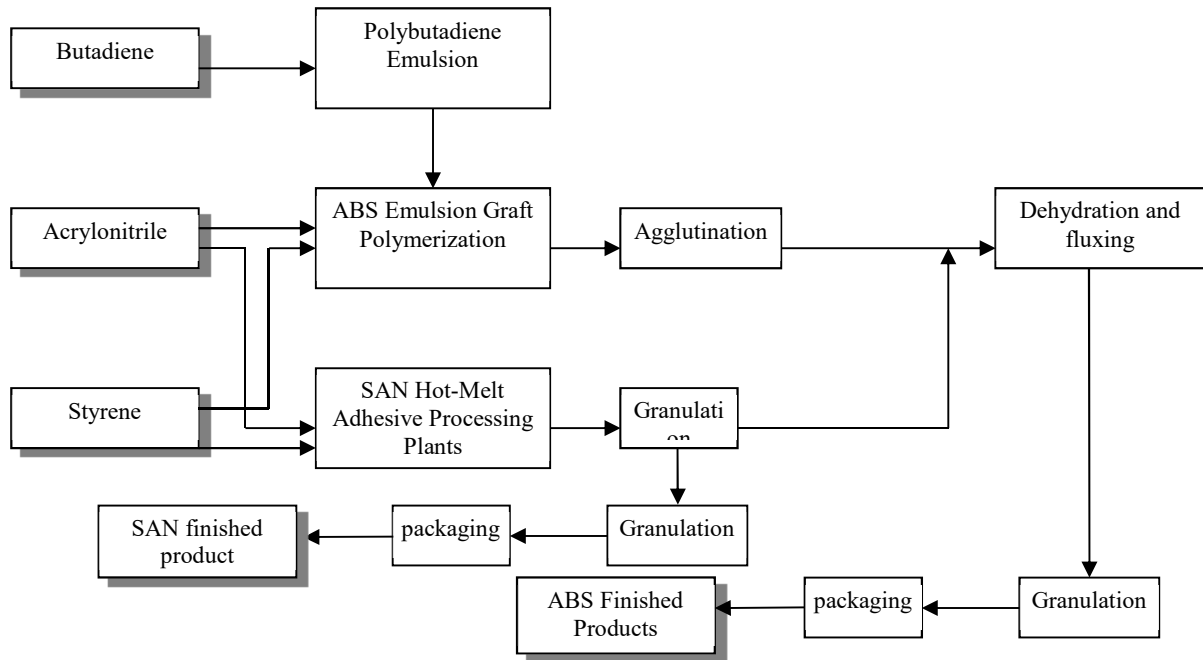 Butadiene
Polybutadiene
Emulsion
Acrylonitrile
ABS Emulsion Graft
Polymerization
Agglutination
Dehydration and
fluxing
Styrene
SAN Hot-Melt
Adhesive Processing
Plants
Granulati
on
SAN finished
product
packaging
Granulation
ABS Finished
Products
packaging
Granulation